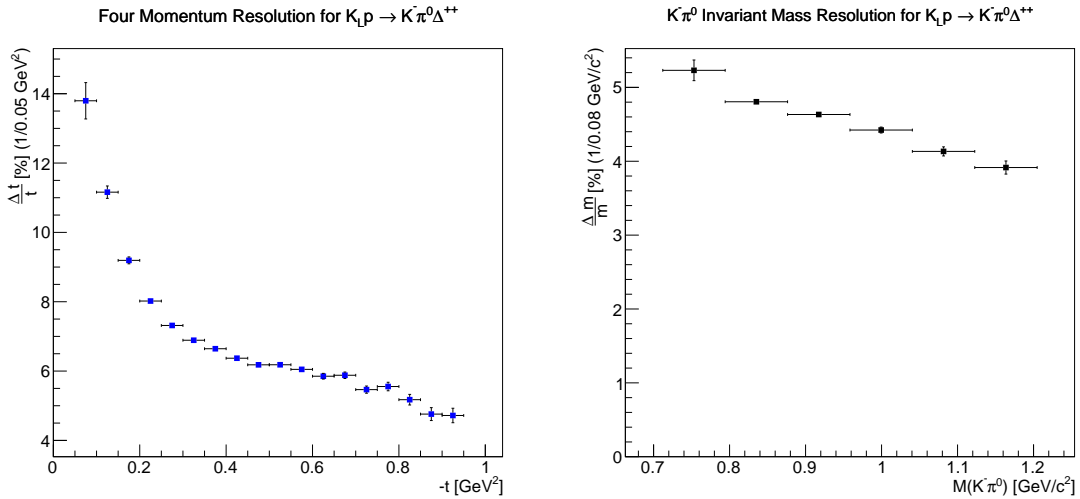 Four Momentum Resolution for K_L p → K⁻π⁰Δ⁺⁺
Δt/t [%] (1/0.05 GeV²)
14
12
10
8
6
4
0 0.2 0.4 0.6 0.8 1
-t [GeV²]
K⁻π⁰ Invariant Mass Resolution for K_L p → K⁻π⁰Δ⁺⁺
Δm/m [%] (1/0.08 GeV/c²)
5
4
3
2
1
0
0.7 0.8 0.9 1 1.1 1.2
M(K⁻π⁰) [GeV/c²]